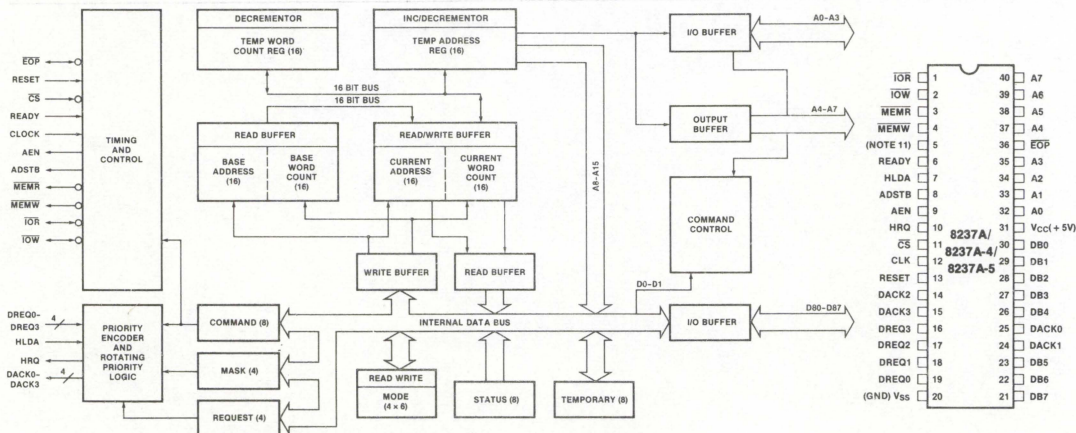 DECREMENTOR
TEMP WORD
COUNT REG (16)
INC/DECREMENTOR
TEMP ADDRESS
REG (16)
I/O BUFFER
A0–A3
EOP
RESET
CS
READY
CLOCK
AEN
ADSTB
MEMR
MEMW
IOR
IOW
TIMING
AND
CONTROL
16 BIT BUS
16 BIT BUS
READ BUFFER
BASE
ADDRESS
(16)
BASE
WORD
COUNT
(16)
READ/WRITE BUFFER
CURRENT
ADDRESS
(16)
CURRENT
WORD
COUNT
(16)
A8–A15
OUTPUT
BUFFER
A4–A7
COMMAND
CONTROL
WRITE BUFFER
READ BUFFER
D0–D1
DREQ0–
DREQ3
4
HLDA
HRQ
DACK0–
DACK3
4
PRIORITY
ENCODER
AND
ROTATING
PRIORITY
LOGIC
COMMAND (8)
MASK (4)
REQUEST (4)
INTERNAL DATA BUS
I/O BUFFER
D80–D87
READ WRITE
MODE
(4 × 6)
STATUS (8)
TEMPORARY (8)
IOR 1 40 A7
IOW 2 39 A6
MEMR 3 38 A5
MEMW 4 37 A4
(NOTE 11) 5 36 EOP
READY 6 35 A3
HLDA 7 34 A2
ADSTB 8 33 A1
AEN 9 32 A0
HRQ 10 31 VCC(+5V)
CS 11 30 DB0
CLK 12 29 DB1
RESET 13 28 DB2
DACK2 14 27 DB3
DACK3 15 26 DB4
DREQ3 16 25 DACK0
DREQ2 17 24 DACK1
DREQ1 18 23 DB5
DREQ0 19 22 DB6
(GND) VSS 20 21 DB7
8237A/
8237A-4/
8237A-5